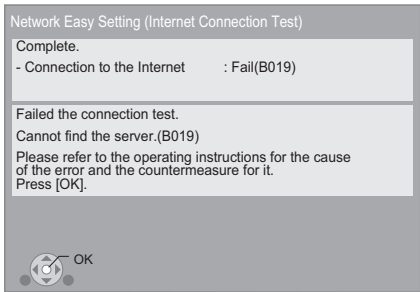 Network Easy Setting (Internet Connection Test)
Complete.
- Connection to the Internet : Fail(B019)
Failed the connection test.
Cannot find the server.(B019)
Please refer to the operating instructions for the cause
of the error and the countermeasure for it.
Press [OK].
OK